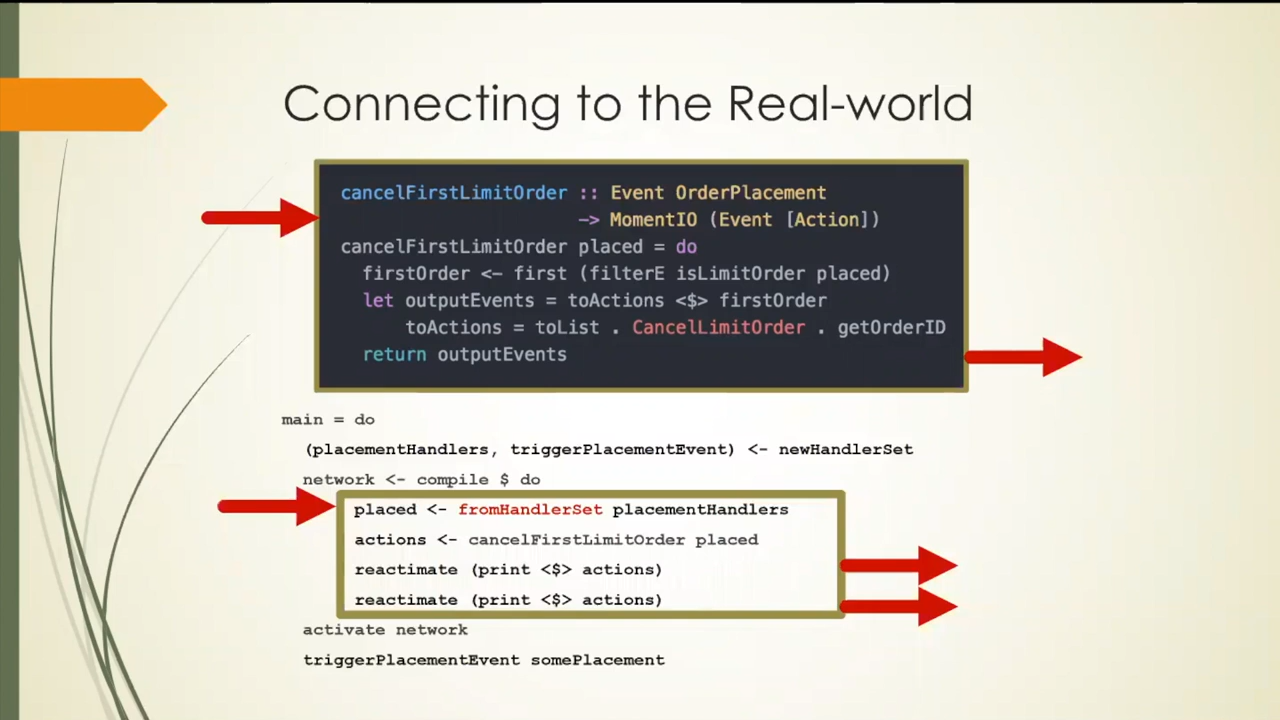 Connecting to the Real-world
cancelFirstLimitOrder :: Event OrderPlacement
-> MomentIO (Event [Action])
cancelFirstLimitOrder placed = do
firstOrder <- first (filterE isLimitOrder placed)
let outputEvents = toActions <$> firstOrder
toActions = toList . CancelLimitOrder . getOrderID
return outputEvents
main = do
(placementHandlers, triggerPlacementEvent) <- newHandlerSet
network <- compile $ do
placed <- fromHandlerSet placementHandlers
actions <- cancelFirstLimitOrder placed
reactimate (print <$> actions)
reactimate (print <$> actions)
activate network
triggerPlacementEvent somePlacement